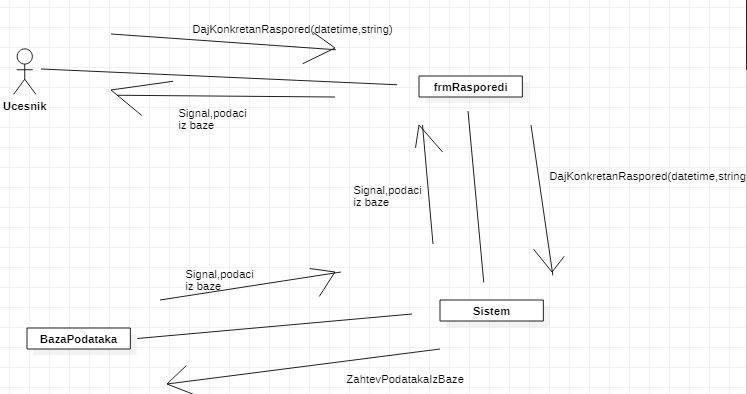 DajKonkretanRaspored(datetime,string)
frmRasporedi
Ucesnik
Signal,podaci
iz baze
DajKonkretanRaspored(datetime,string
Signal,podaci
iz baze
Signal,podaci
iz baze
Sistem
BazaPodataka
ZahtevPodatakaIzBaze